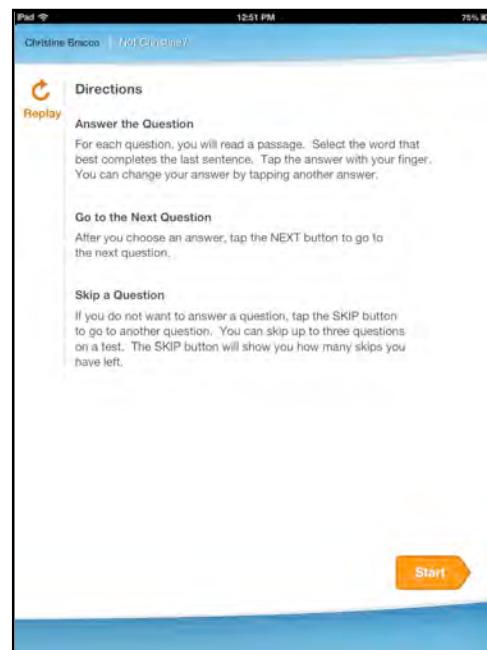 iPad 12:51 PM 75%
Christine Bracco | Not Christine?
Replay
Directions
Answer the Question
For each question, you will read a passage. Select the word that
best completes the last sentence. Tap the answer with your finger.
You can change your answer by tapping another answer.
Go to the Next Question
After you choose an answer, tap the NEXT button to go to
the next question.
Skip a Question
If you do not want to answer a question, tap the SKIP button
to go to another question. You can skip up to three questions
on a test. The SKIP button will show you how many skips you
have left.
Start